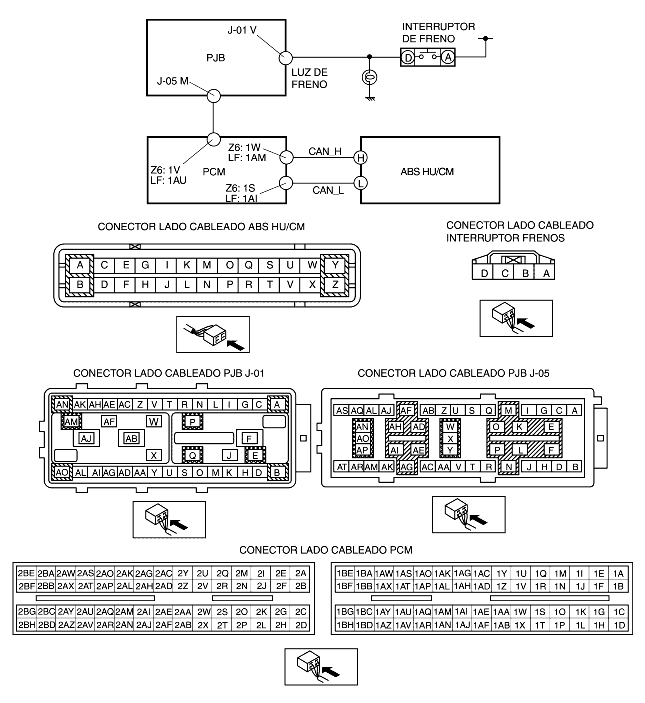 J-01 V
INTERRUPTOR
DE FRENO
PJB
D
A
LUZ DE
FRENO
J-05 M
Z6: 1V
LF: 1AU
PCM
Z6: 1W
LF: 1AM
Z6: 1S
LF: 1AI
CAN_H
CAN_L
H
L
ABS HU/CM
CONECTOR LADO CABLEADO ABS HU/CM
A C E G I K M O Q S U W Y
B D F H J L N P R T V X Z
CONECTOR LADO CABLEADO
INTERRUPTOR FRENOS
D C B A
CONECTOR LADO CABLEADO PJB J-01
AN AK AH AE AC Z V T R N L I G C A
AM AF W P
AJ AB F
X Q J E
AO AL AI AG AD AA Y U S O M K H D B
CONECTOR LADO CABLEADO PJB J-05
AS AQ AL AJ AF AB Z U S Q M I G C A
AN AH AD W O K E
AO X
AP AI AE Y P L F
AT AR AM AK AG AC AA V T R N J H D B
CONECTOR LADO CABLEADO PCM
2BE 2BA 2AW 2AS 2AO 2AK 2AG 2AC 2Y 2U 2Q 2M 2I 2E 2A
2BF 2BB 2AX 2AT 2AP 2AL 2AH 2AD 2Z 2V 2R 2N 2J 2F 2B
2BG 2BC 2AY 2AU 2AQ 2AM 2AI 2AE 2AA 2W 2S 2O 2K 2G 2C
2BH 2BD 2AZ 2AV 2AR 2AN 2AJ 2AF 2AB 2X 2T 2P 2L 2H 2D
1BE 1BA 1AW 1AS 1AO 1AK 1AG 1AC 1Y 1U 1Q 1M 1I 1E 1A
1BF 1BB 1AX 1AT 1AP 1AL 1AH 1AD 1Z 1V 1R 1N 1J 1F 1B
1BG 1BC 1AY 1AU 1AQ 1AM 1AI 1AE 1AA 1W 1S 1O 1K 1G 1C
1BH 1BD 1AZ 1AV 1AR 1AN 1AJ 1AF 1AB 1X 1T 1P 1L 1H 1D